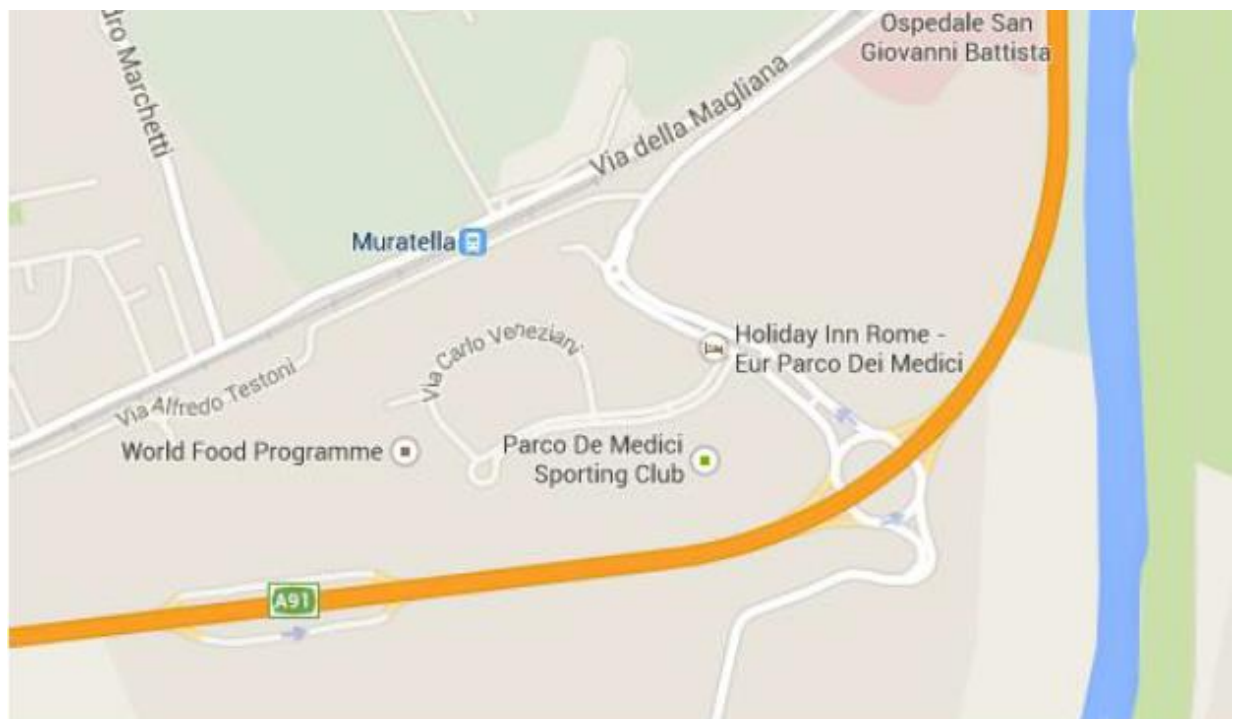 Ospedale San
Giovanni Battista
dro Marchetti
Via della Magliana
Muratella
Holiday Inn Rome -
Eur Parco Dei Medici
Via Carlo Veneziani
Via Alfredo Testoni
World Food Programme
Parco De Medici
Sporting Club
A91